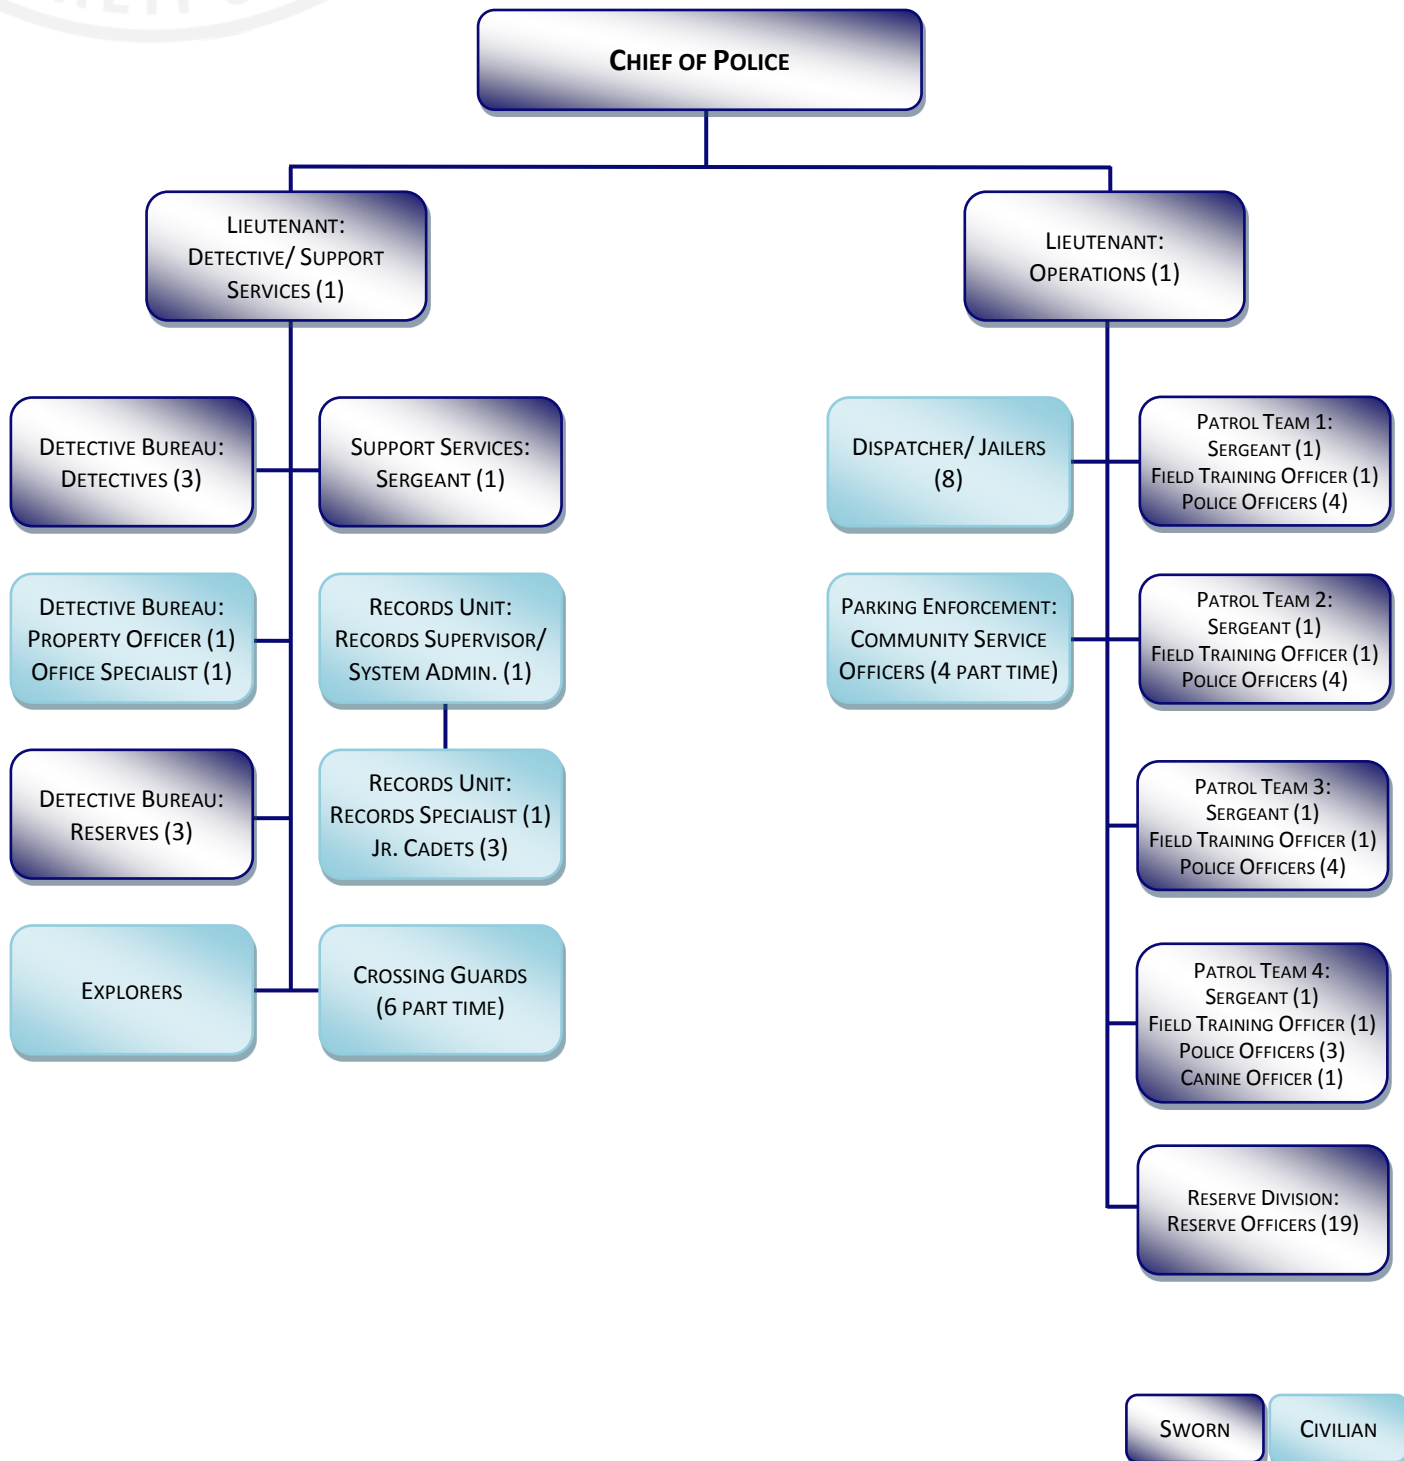 CHIEF OF POLICE
LIEUTENANT:
DETECTIVE/ SUPPORT
SERVICES (1)
LIEUTENANT:
OPERATIONS (1)
DETECTIVE BUREAU:
DETECTIVES (3)
SUPPORT SERVICES:
SERGEANT (1)
DISPATCHER/ JAILERS
(8)
PATROL TEAM 1:
SERGEANT (1)
FIELD TRAINING OFFICER (1)
POLICE OFFICERS (4)
DETECTIVE BUREAU:
PROPERTY OFFICER (1)
OFFICE SPECIALIST (1)
RECORDS UNIT:
RECORDS SUPERVISOR/
SYSTEM ADMIN. (1)
PARKING ENFORCEMENT:
COMMUNITY SERVICE
OFFICERS (4 PART TIME)
PATROL TEAM 2:
SERGEANT (1)
FIELD TRAINING OFFICER (1)
POLICE OFFICERS (4)
DETECTIVE BUREAU:
RESERVES (3)
RECORDS UNIT:
RECORDS SPECIALIST (1)
JR. CADETS (3)
PATROL TEAM 3:
SERGEANT (1)
FIELD TRAINING OFFICER (1)
POLICE OFFICERS (4)
EXPLORERS
CROSSING GUARDS
(6 PART TIME)
PATROL TEAM 4:
SERGEANT (1)
FIELD TRAINING OFFICER (1)
POLICE OFFICERS (3)
CANINE OFFICER (1)
RESERVE DIVISION:
RESERVE OFFICERS (19)
SWORN
CIVILIAN